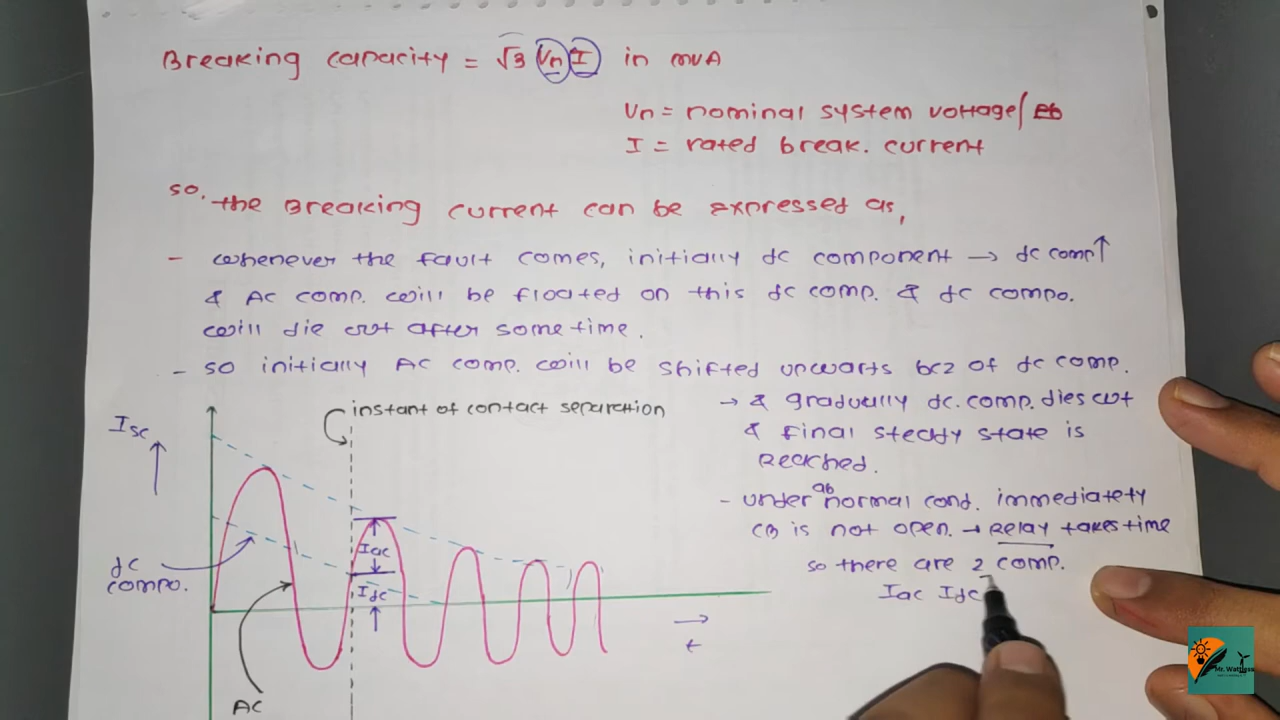 Breaking capacity = √3 Vn I in MVA
Vn = nominal system voltage/
I = rated break. current
so, the Breaking current can be expressed as,
- whenever the fault comes, initially dc component → dc comp↑
& AC comp. will be floated on this dc comp. & dc compo.
will die out after some time.
- so initially AC comp. will be shifted upwarts bcz of dc comp.
→ & gradually dc. comp. dies out
& final steady state is
Reached.
- under ab normal cond. immediatety
CB is not open. → Relay takes time
so there are 2 comp.
Iac Idc
instant of contact separation
Isc
dc
compo.
Iac
Idc
AC
t
Mr. Wattwse